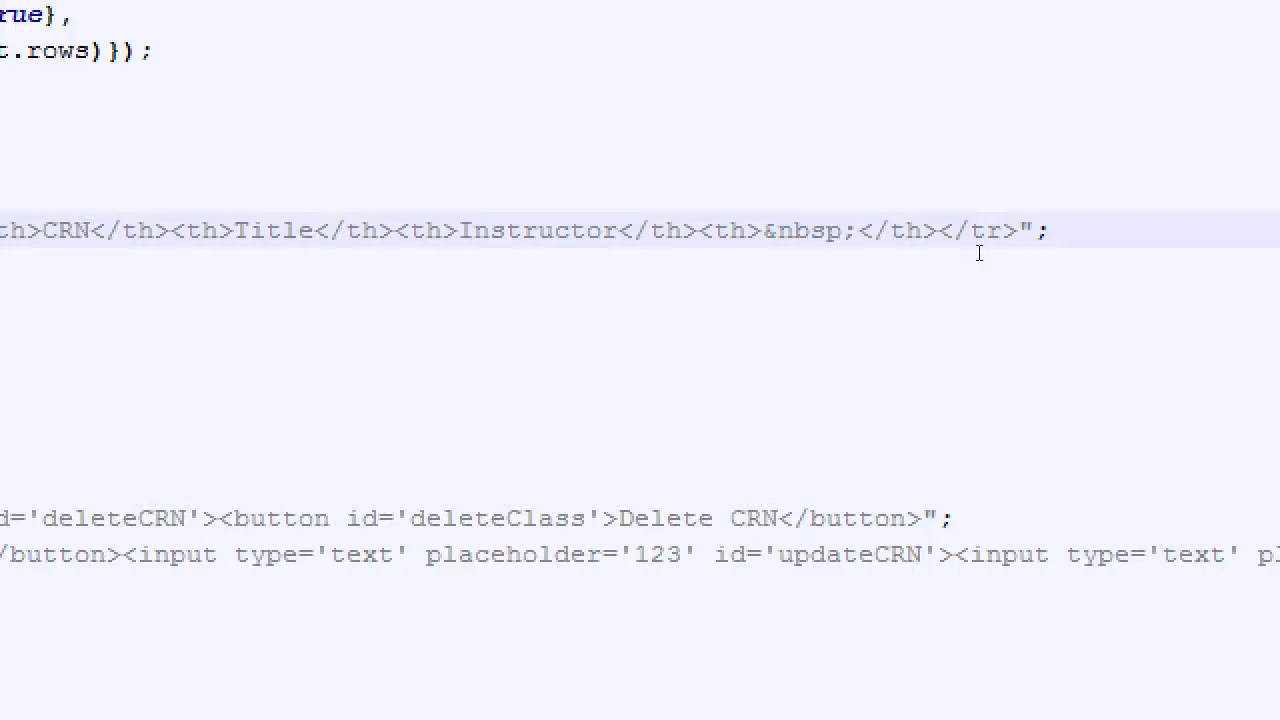 rue},
t.rows)});
th>CRN</th><th>Title</th><th>Instructor</th><th>&nbsp;</th></tr>";
d='deleteCRN'><button id='deleteClass'>Delete CRN</button>";
/button><input type='text' placeholder='123' id='updateCRN'><input type='text' pl